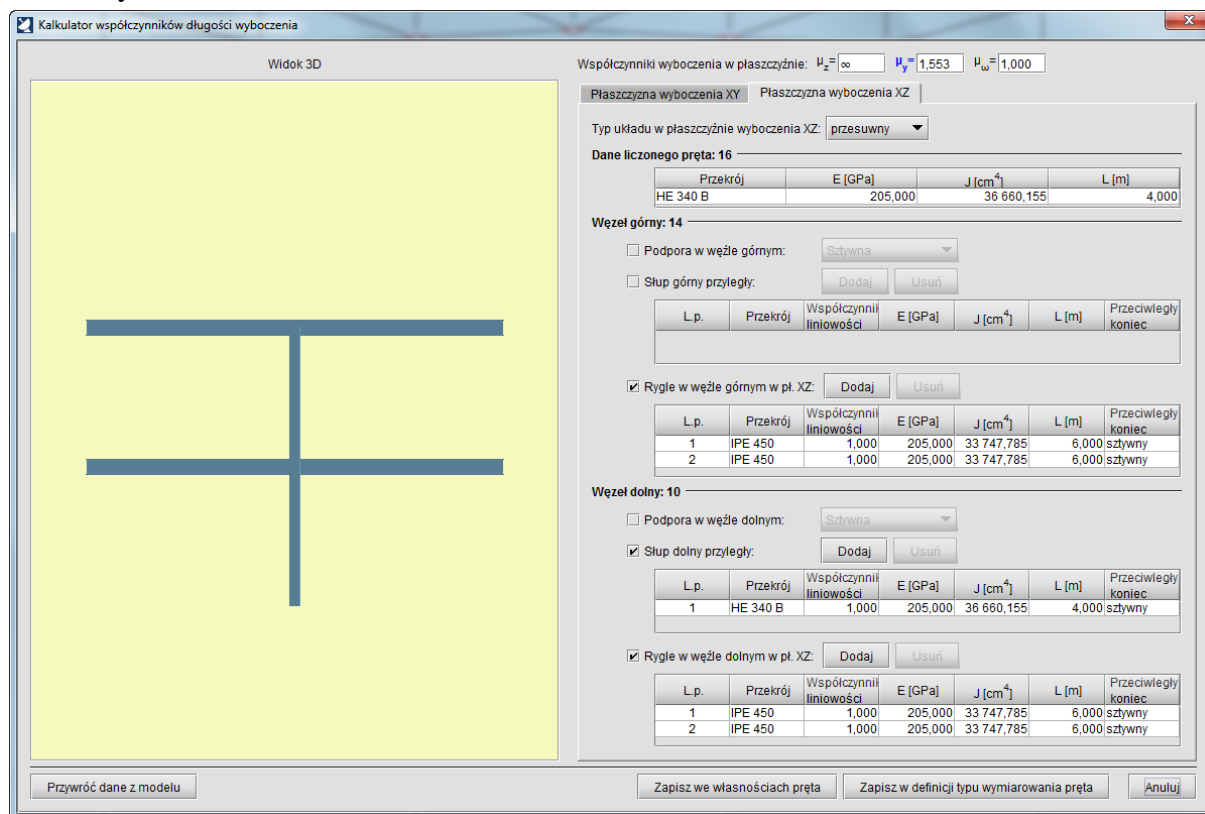 Kalkulator współczynników długości wyboczenia
Widok 3D
Współczynniki wyboczenia w płaszczyźnie: μz= ∞ μy= 1,553 μω= 1,000
Płaszczyzna wyboczenia XY Płaszczyzna wyboczenia XZ
Typ układu w płaszczyźnie wyboczenia XZ: przesuwny
Dane liczonego pręta: 16
Przekrój E [GPa] J [cm4] L [m]
HE 340 B 205,000 36 660,155 4,000
Węzeł górny: 14
Podpora w węźle górnym: Sztywna
Słup górny przyległy: Dodaj Usuń
L.p. Przekrój Współczynnik liniowości E [GPa] J [cm4] L [m] Przeciwległy koniec
Rygle w węźle górnym w pł. XZ: Dodaj Usuń
L.p. Przekrój Współczynnik liniowości E [GPa] J [cm4] L [m] Przeciwległy koniec
1 IPE 450 1,000 205,000 33 747,785 6,000 sztywny
2 IPE 450 1,000 205,000 33 747,785 6,000 sztywny
Węzeł dolny: 10
Podpora w węźle dolnym: Sztywna
Słup dolny przyległy: Dodaj Usuń
L.p. Przekrój Współczynnik liniowości E [GPa] J [cm4] L [m] Przeciwległy koniec
1 HE 340 B 1,000 205,000 36 660,155 4,000 sztywny
Rygle w węźle dolnym w pł. XZ: Dodaj Usuń
L.p. Przekrój Współczynnik liniowości E [GPa] J [cm4] L [m] Przeciwległy koniec
1 IPE 450 1,000 205,000 33 747,785 6,000 sztywny
2 IPE 450 1,000 205,000 33 747,785 6,000 sztywny
Przywróć dane z modelu Zapisz we własnościach pręta Zapisz w definicji typu wymiarowania pręta Anuluj